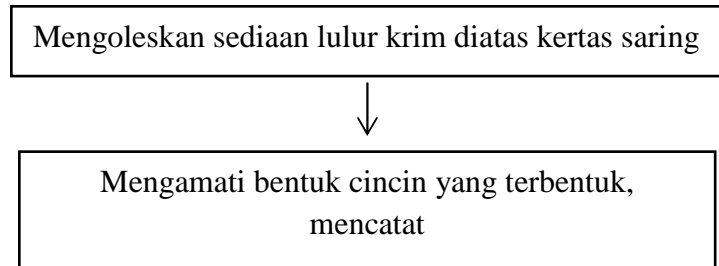 Mengoleskan sediaan lulur krim diatas kertas saring
Mengamati bentuk cincin yang terbentuk,
mencatat